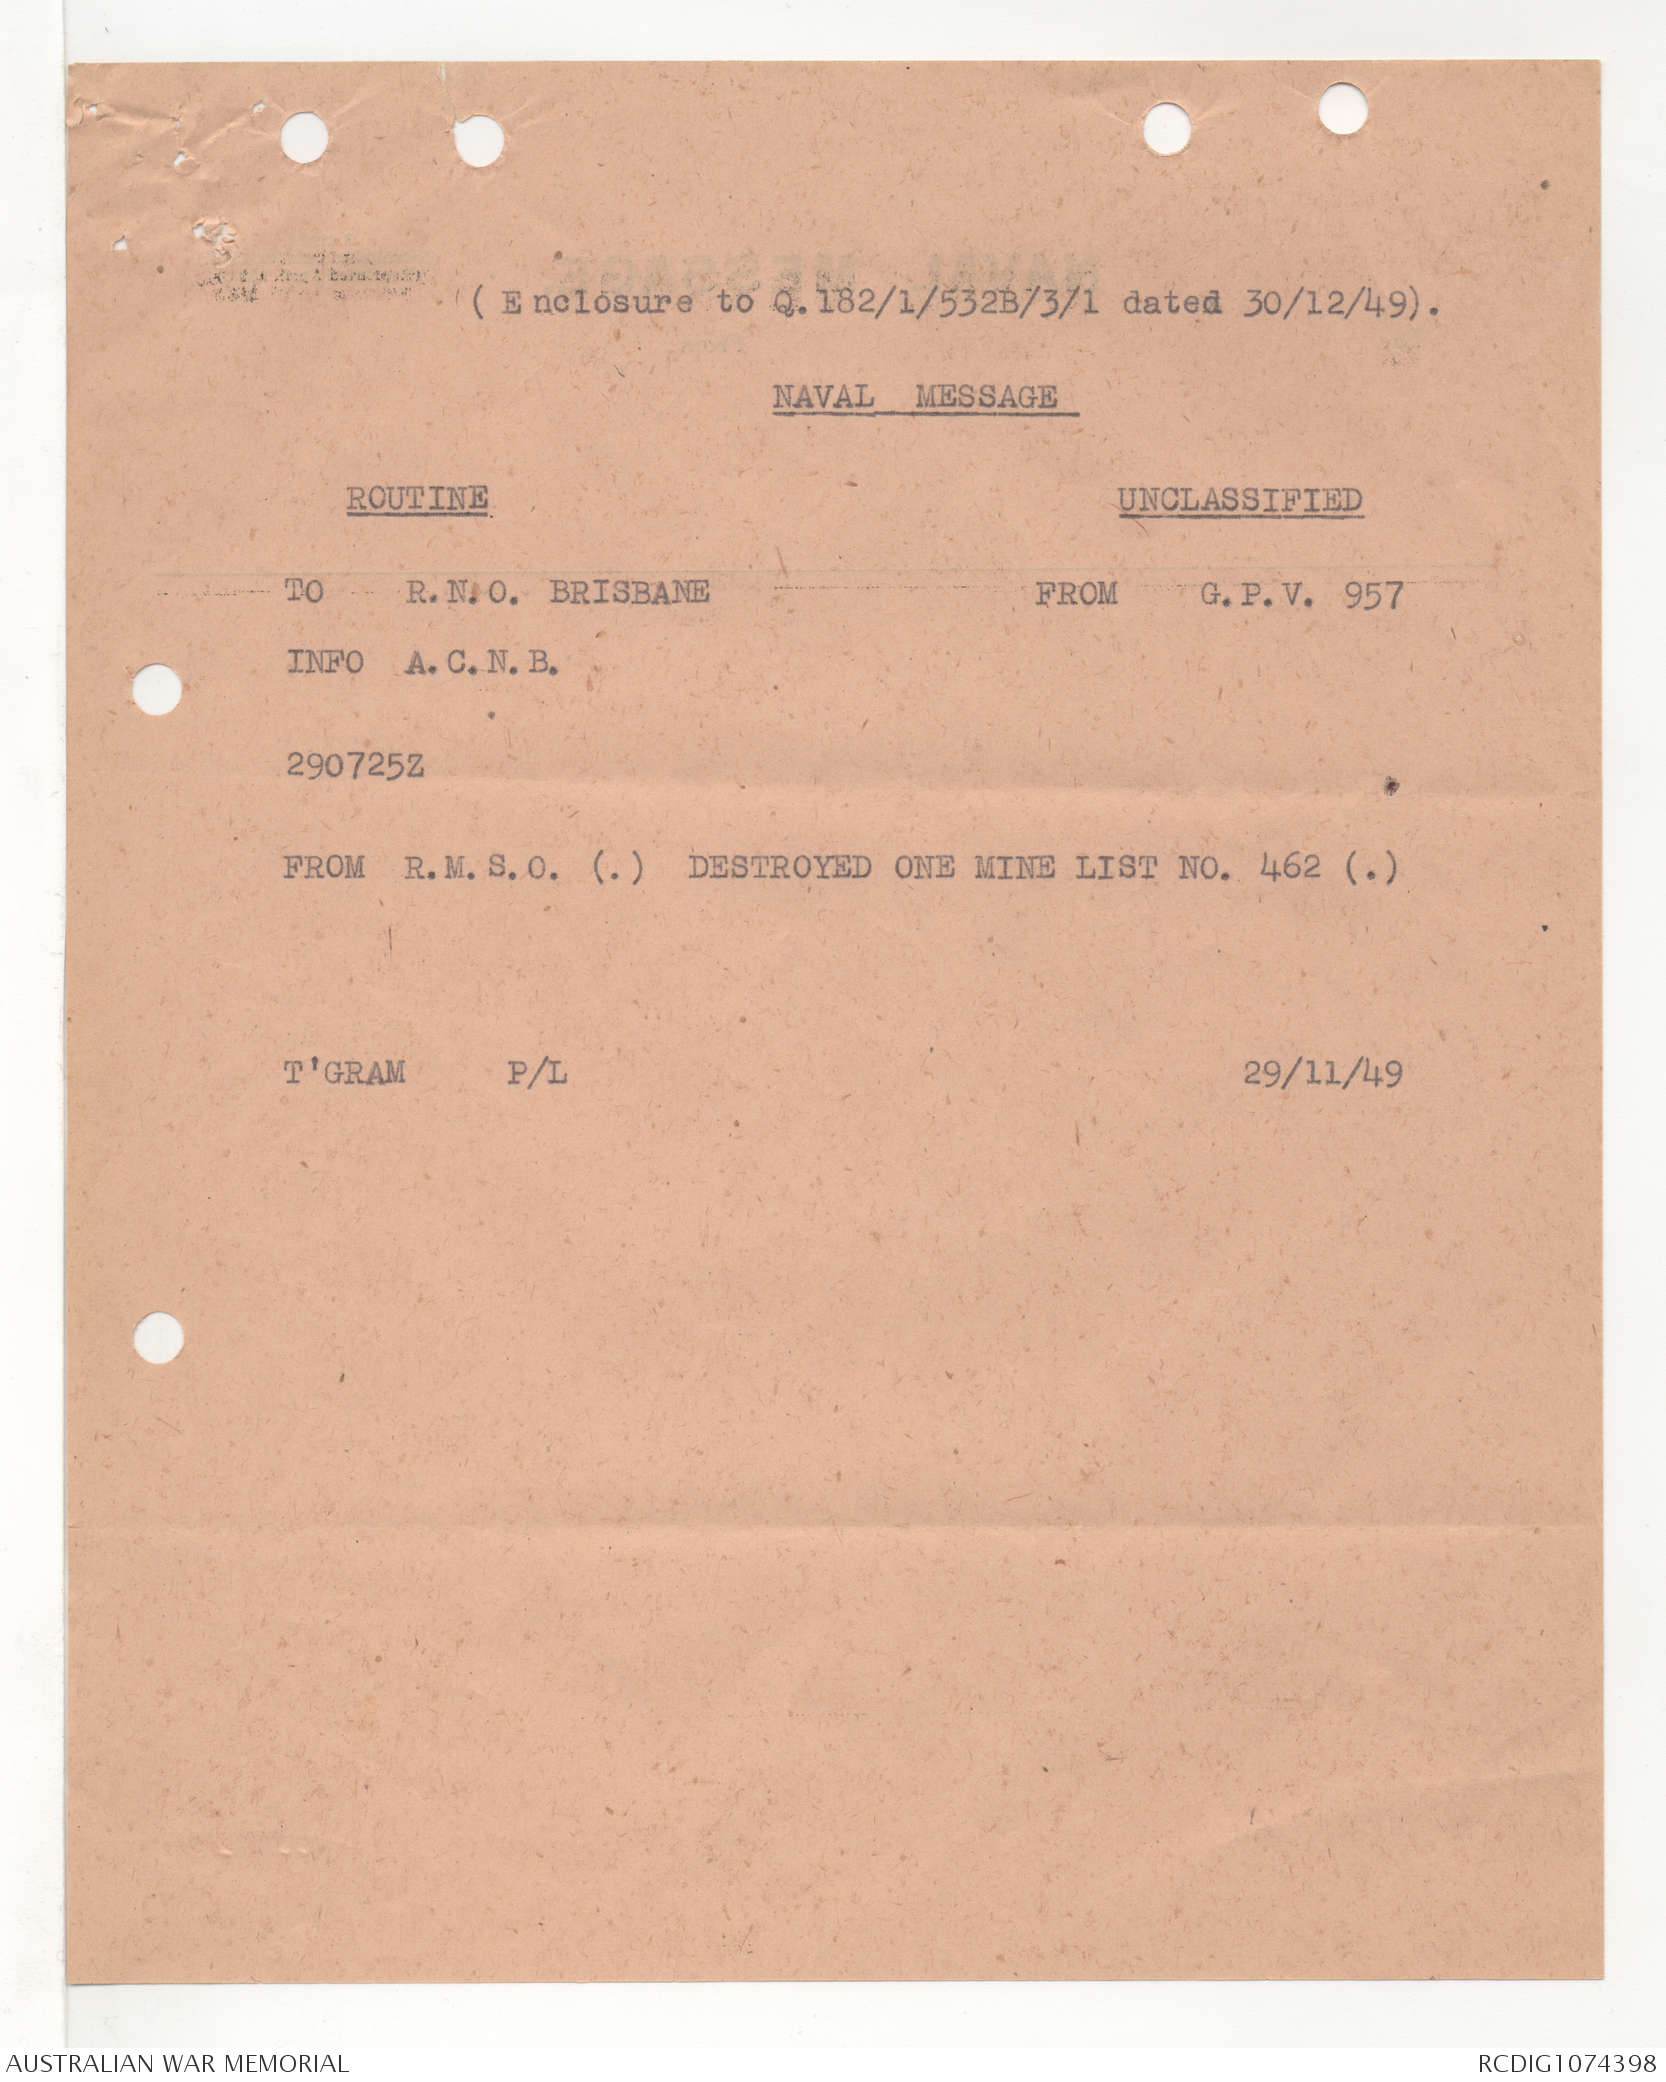 ( Enclosure to Q.182/1/532B/3/1 dated 30/12/49).
NAVAL MESSAGE
ROUTINE UNCLASSIFIED
TO R.N.O. BRISBANE FROM G.P.V. 957
INFO A.C.N.B.
290725Z
FROM R.M.S.O. (.) DESTROYED ONE MINE LIST NO. 462 (.)
T'GRAM P/L 29/11/49
AUSTRALIAN WAR MEMORIAL RCDIG1074398